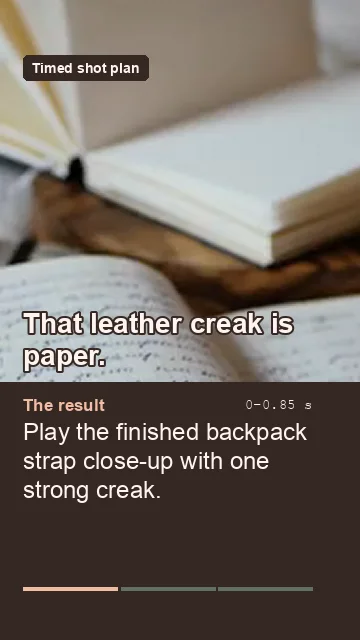 Timed shot plan
That leather creak is
paper.
The result
0–0.85 s
Play the finished backpack
strap close-up with one
strong creak.